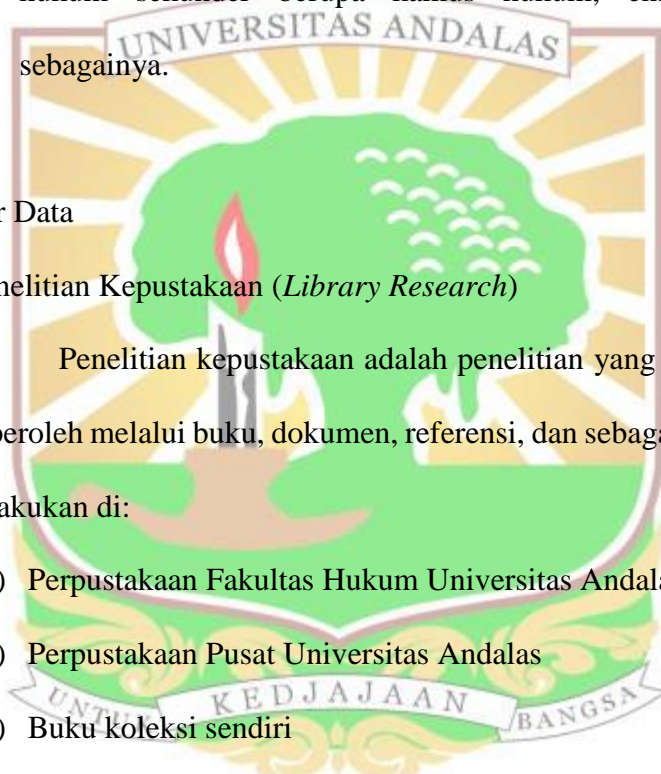 hukum sekunder berupa kamus hukum,
UNIVERSITAS ANDALAS
sebagainya.
r Data
nelitian Kepustakaan (Library Research)
Penelitian kepustakaan adalah penelitian yang
peroleh melalui buku, dokumen, referensi, dan sebaga
akukan di:
) Perpustakaan Fakultas Hukum Universitas Andala
) Perpustakaan Pusat Universitas Andalas
UNTUK KEDJAJAAN BANGSA
) Buku koleksi sendiri